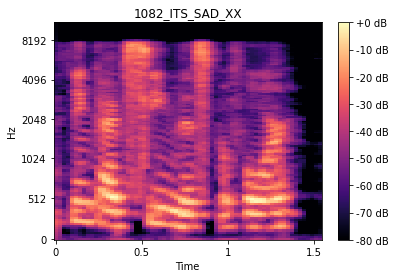 1082_ITS_SAD_XX
+0 dB
8192
-10 dB
4096
-20 dB
-30 dB
2048
Hz
-40 dB
1024
-50 dB
512
-60 dB
-70 dB
0
-80 dB
0 0.5 1 1.5
Time